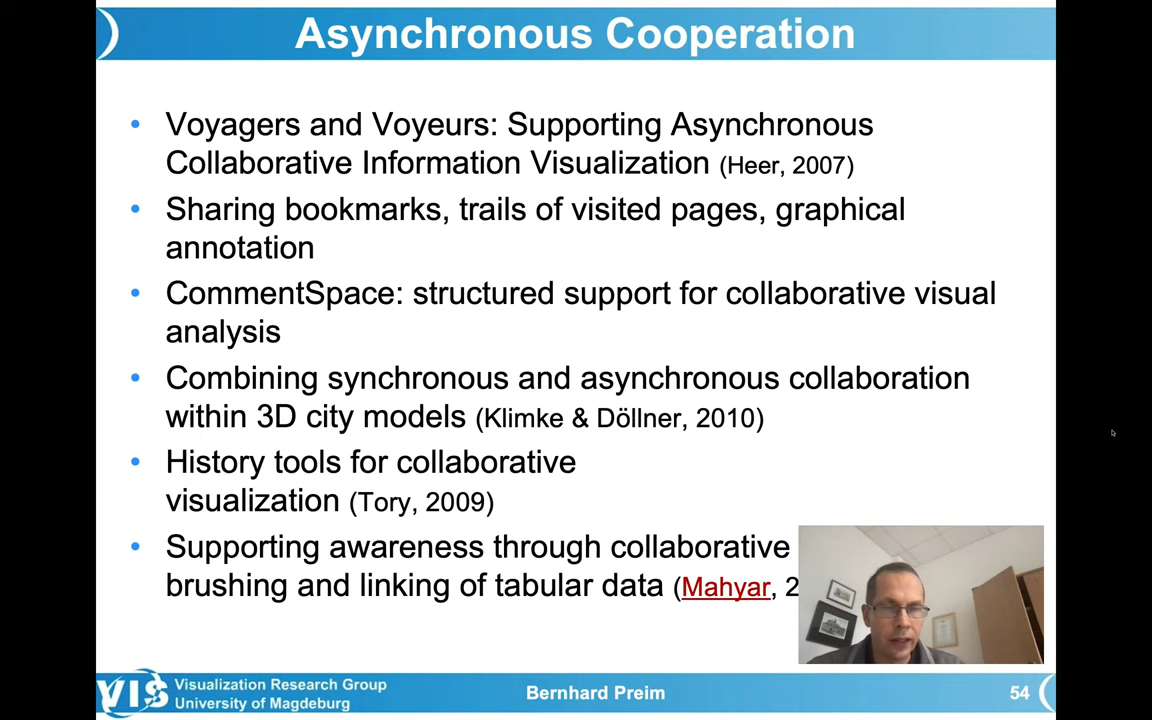 Asynchronous Cooperation
• Voyagers and Voyeurs: Supporting Asynchronous
Collaborative Information Visualization (Heer, 2007)
• Sharing bookmarks, trails of visited pages, graphical
annotation
• CommentSpace: structured support for collaborative visual
analysis
• Combining synchronous and asynchronous collaboration
within 3D city models (Klimke & Döllner, 2010)
• History tools for collaborative
visualization (Tory, 2009)
• Supporting awareness through collaborative
brushing and linking of tabular data (Mahyar, 2
VIS Visualization Research Group
University of Magdeburg
Bernhard Preim
54